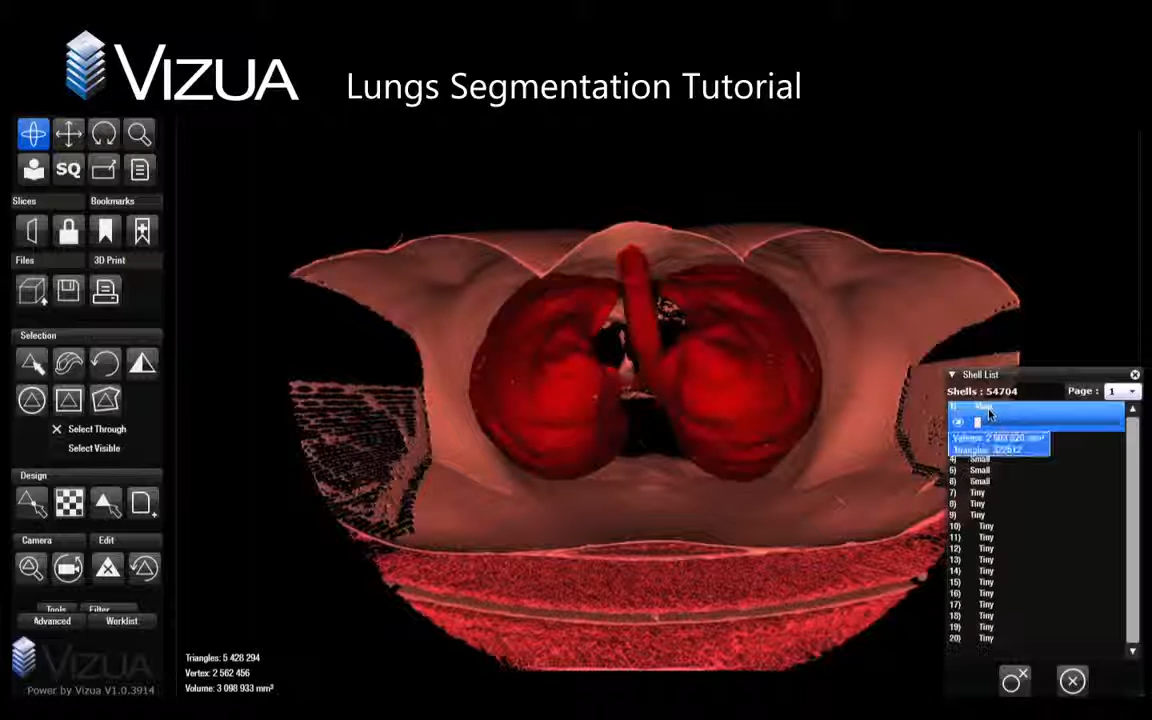 VIZUA
Lungs Segmentation Tutorial
SQ
Slices
Bookmarks
Files
3D Print
Selection
Select Through
Select Visible
Design
Camera
Edit
Tools
Filter
Advanced
Worklist
VIZUA
Power by Vizua V1.0.3914
Triangles: 5 428 294
Vertex: 2 562 456
Volume: 3 098 933 mm³
Shell List
Shells : 54704
Page : 1
1)
4) Small
5) Small
6) Small
7) Tiny
8) Tiny
9) Tiny
10) Tiny
11) Tiny
12) Tiny
13) Tiny
14) Tiny
15) Tiny
16) Tiny
17) Tiny
18) Tiny
19) Tiny
20) Tiny